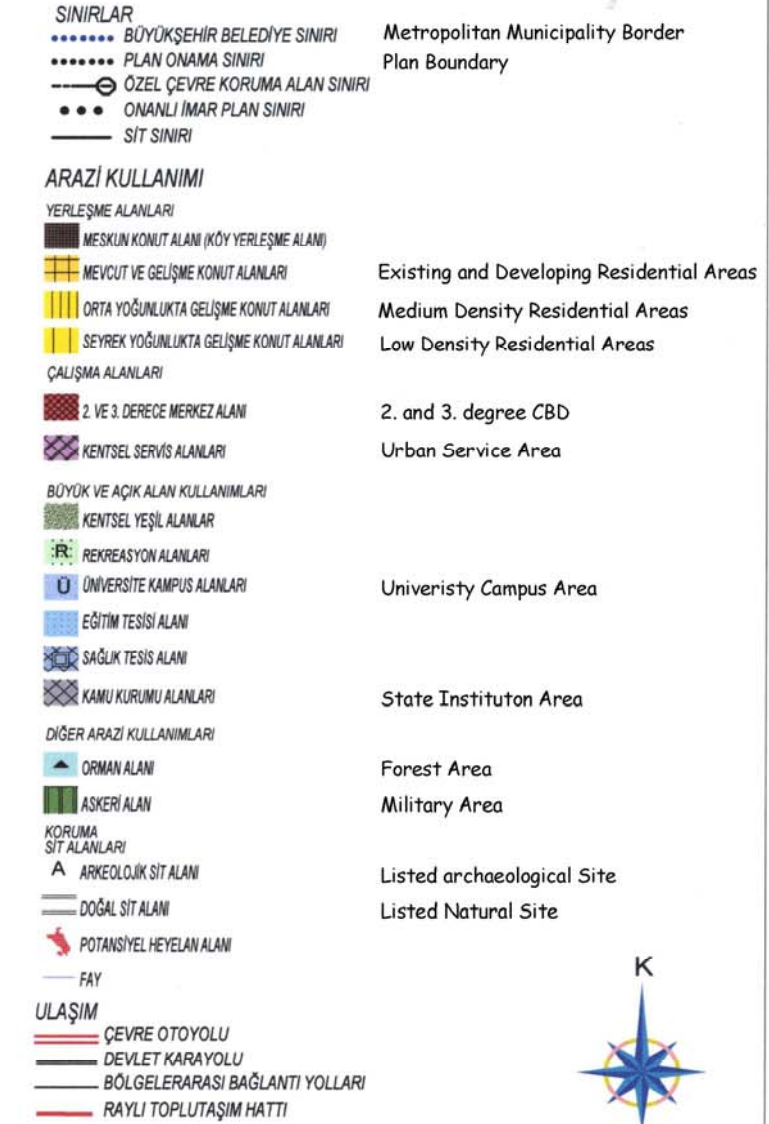 SINIRLAR
BÜYÜKŞEHİR BELEDİYE SINIRI Metropolitan Municipality Border
PLAN ONAMA SINIRI Plan Boundary
ÖZEL ÇEVRE KORUMA ALAN SINIRI
ONANLI İMAR PLAN SINIRI
SİT SINIRI
ARAZİ KULLANIMI
YERLEŞME ALANLARI
MESKUN KONUT ALANI (KÖY YERLEŞME ALANI)
MEVCUT VE GELİŞME KONUT ALANLARI Existing and Developing Residential Areas
ORTA YOĞUNLUKTA GELİŞME KONUT ALANLARI Medium Density Residential Areas
SEYREK YOĞUNLUKTA GELİŞME KONUT ALANLARI Low Density Residential Areas
ÇALIŞMA ALANLARI
2. VE 3. DERECE MERKEZ ALANI 2. and 3. degree CBD
KENTSEL SERVİS ALANLARI Urban Service Area
BÜYÜK VE AÇIK ALAN KULLANIMLARI
KENTSEL YEŞİL ALANLAR
R REKREASYON ALANLARI
Ü ÜNİVERSİTE KAMPUS ALANLARI Univeristy Campus Area
EĞİTİM TESİSİ ALANI
SAĞLIK TESİS ALANI
KAMU KURUMU ALANLARI State Instituton Area
DİĞER ARAZİ KULLANIMLARI
ORMAN ALANI Forest Area
ASKERİ ALAN Military Area
KORUMA
SİT ALANLARI
A ARKEOLOJİK SİT ALANI Listed archaeological Site
DOĞAL SİT ALANI Listed Natural Site
POTANSİYEL HEYELAN ALANI
FAY
K
ULAŞIM
ÇEVRE OTOYOLU
DEVLET KARAYOLU
BÖLGELERARASI BAĞLANTI YOLLARI
RAYLI TOPLUTAŞIM HATTI